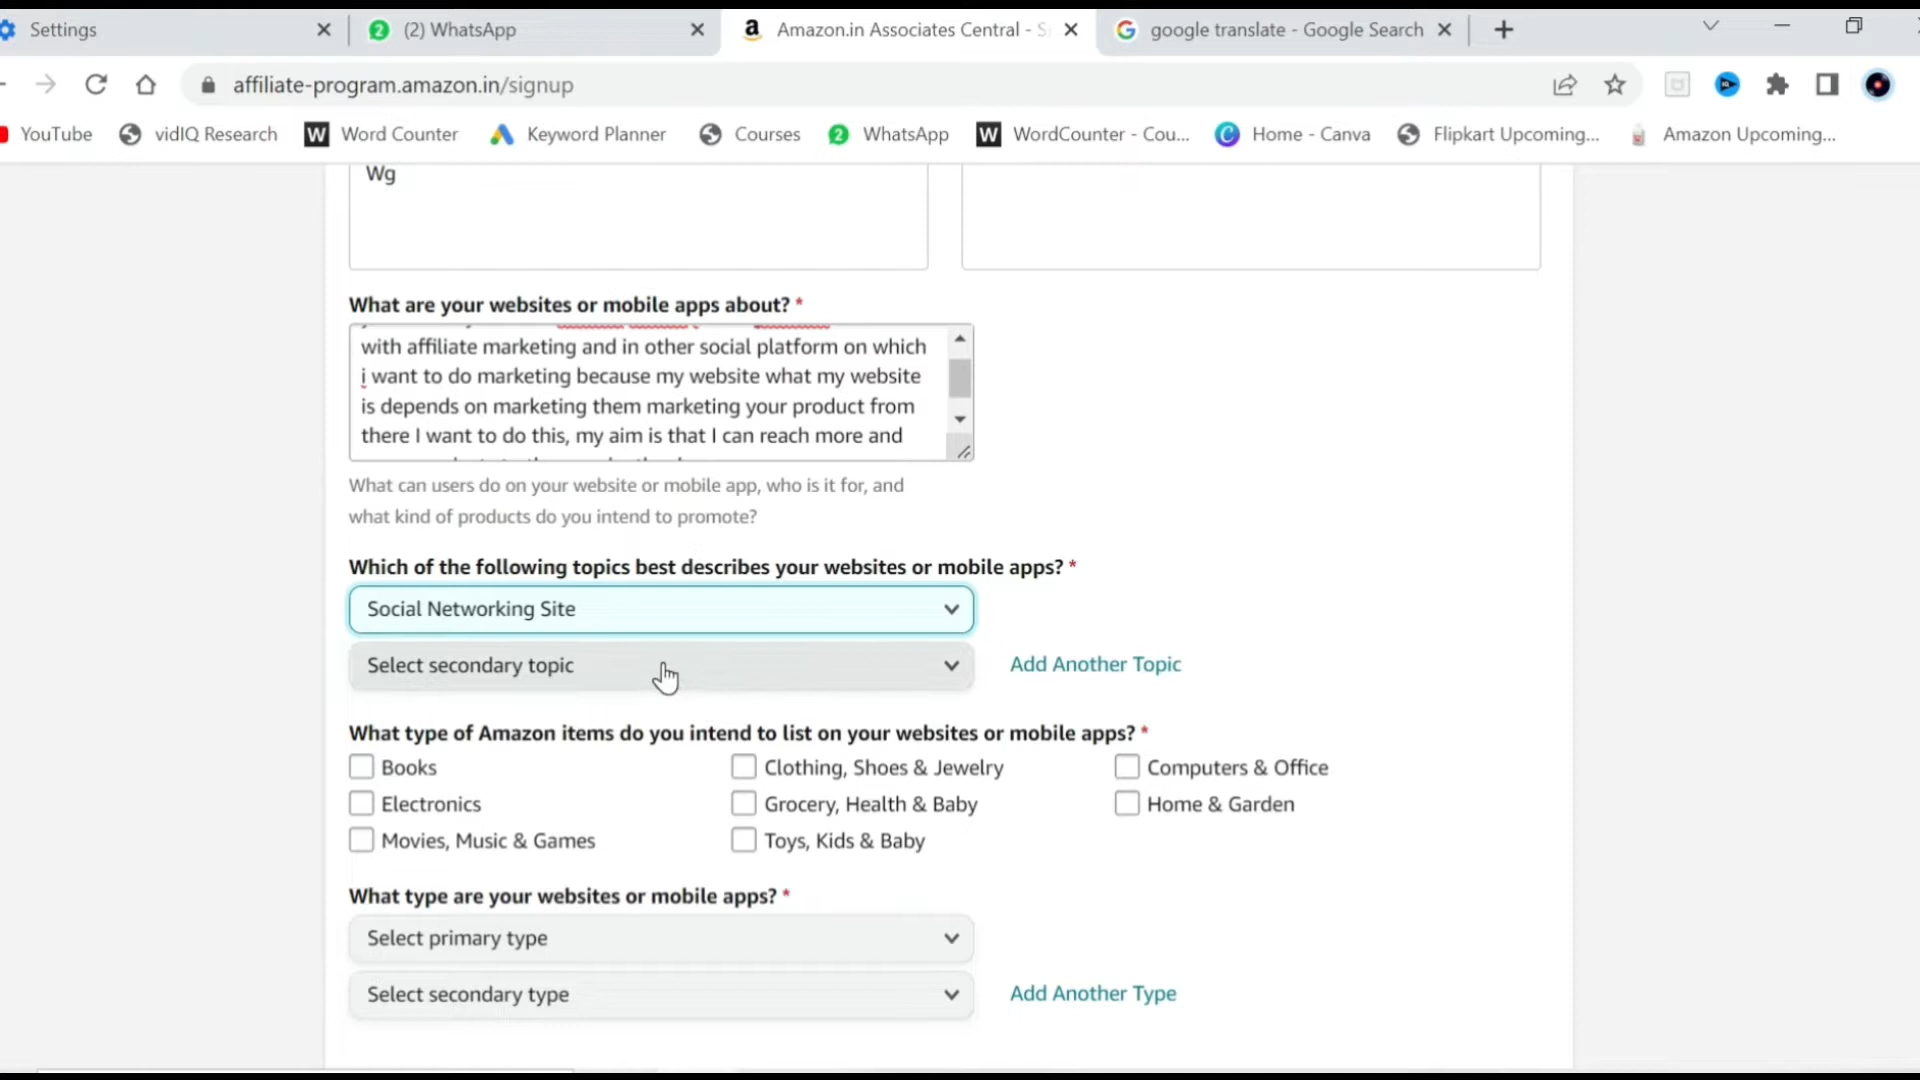 Settings
(2) WhatsApp
Amazon.in Associates Central - S
google translate - Google Search
affiliate-program.amazon.in/signup
YouTube
vidIQ Research
Word Counter
Keyword Planner
Courses
WhatsApp
WordCounter - Cou...
Home - Canva
Flipkart Upcoming...
Amazon Upcoming...
Wg
What are your websites or mobile apps about? *
with affiliate marketing and in other social platform on which
i want to do marketing because my website what my website
is depends on marketing them marketing your product from
there I want to do this, my aim is that I can reach more and
What can users do on your website or mobile app, who is it for, and
what kind of products do you intend to promote?
Which of the following topics best describes your websites or mobile apps? *
Social Networking Site
Select secondary topic
Add Another Topic
What type of Amazon items do you intend to list on your websites or mobile apps? *
Books
Clothing, Shoes & Jewelry
Computers & Office
Electronics
Grocery, Health & Baby
Home & Garden
Movies, Music & Games
Toys, Kids & Baby
What type are your websites or mobile apps? *
Select primary type
Select secondary type
Add Another Type